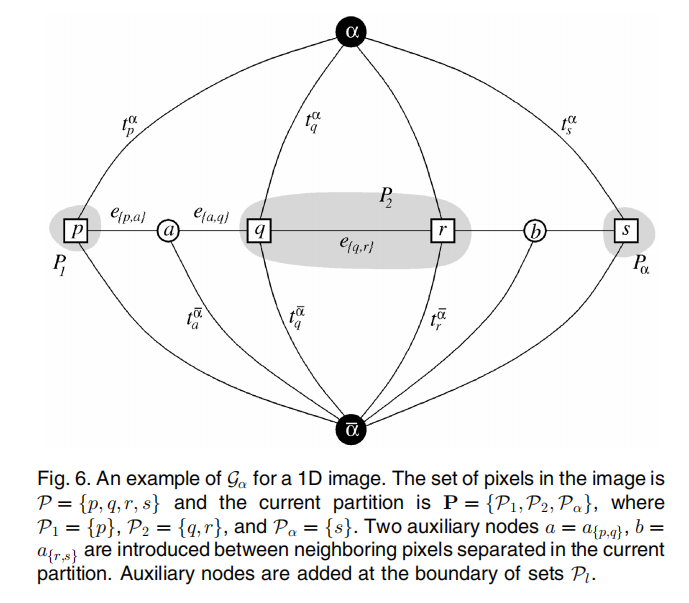 α
t_p^α
t_q^α
t_s^α
P_2
e_{p,a}
e_{a,q}
p
a
q
r
b
s
e_{q,r}
P_1
P_α
t_a^ᾱ
t_q^ᾱ
t_r^ᾱ
ᾱ
Fig. 6. An example of 𝒢_α for a 1D image. The set of pixels in the image is
𝒫 = {p, q, r, s} and the current partition is 𝐏 = {𝒫_1, 𝒫_2, 𝒫_α}, where
𝒫_1 = {p}, 𝒫_2 = {q, r}, and 𝒫_α = {s}. Two auxiliary nodes a = a_{p,q}, b =
a_{r,s} are introduced between neighboring pixels separated in the current
partition. Auxiliary nodes are added at the boundary of sets 𝒫_l.